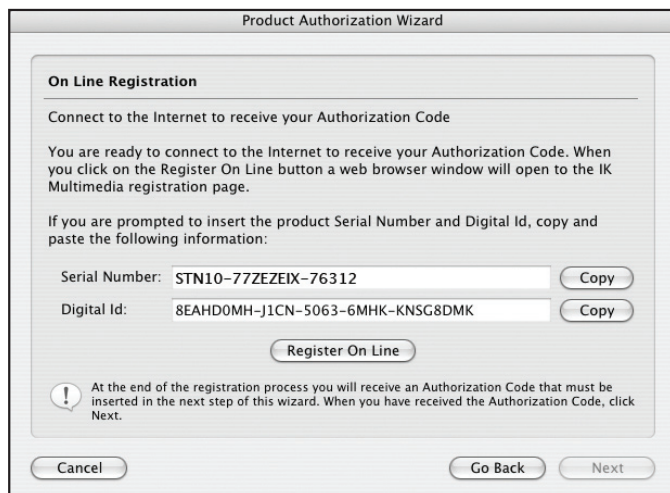 Product Authorization Wizard
On Line Registration
Connect to the Internet to receive your Authorization Code
You are ready to connect to the Internet to receive your Authorization Code. When
you click on the Register On Line button a web browser window will open to the IK
Multimedia registration page.
If you are prompted to insert the product Serial Number and Digital Id, copy and
paste the following information:
Serial Number: STN10-77ZEZEIX-76312 Copy
Digital Id: 8EAHD0MH-J1CN-5063-6MHK-KNSG8DMK Copy
Register On Line
At the end of the registration process you will receive an Authorization Code that must be
inserted in the next step of this wizard. When you have received the Authorization Code, click
Next.
Cancel Go Back Next